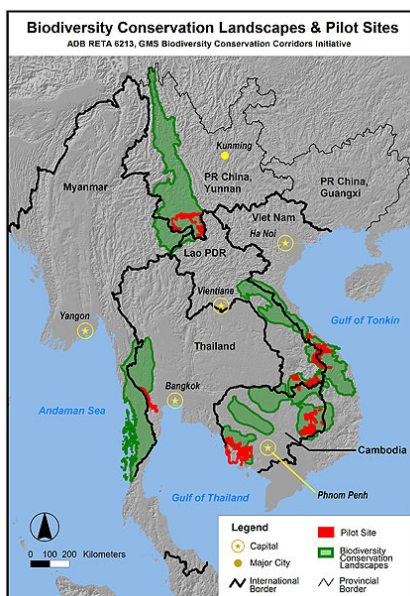 Biodiversity Conservation Landscapes & Pilot Sites
ADB RETA 6213, GMS Biodiversity Conservation Corridors Initiative
Kunming
Myanmar
PR China,
Yunnan
PR China,
Guangxi
Viet Nam
Ha Noi
Lao PDR
Vientiane
Gulf of Tonkin
Yangon
Thailand
Bangkok
Andaman Sea
Cambodia
Gulf of Thailand
Phnom Penh
Legend
Capital
Major City
International
Border
Pilot Site
Biodiversity
Conservation
Landscapes
Provincial
Border
0 100 200 Kilometers